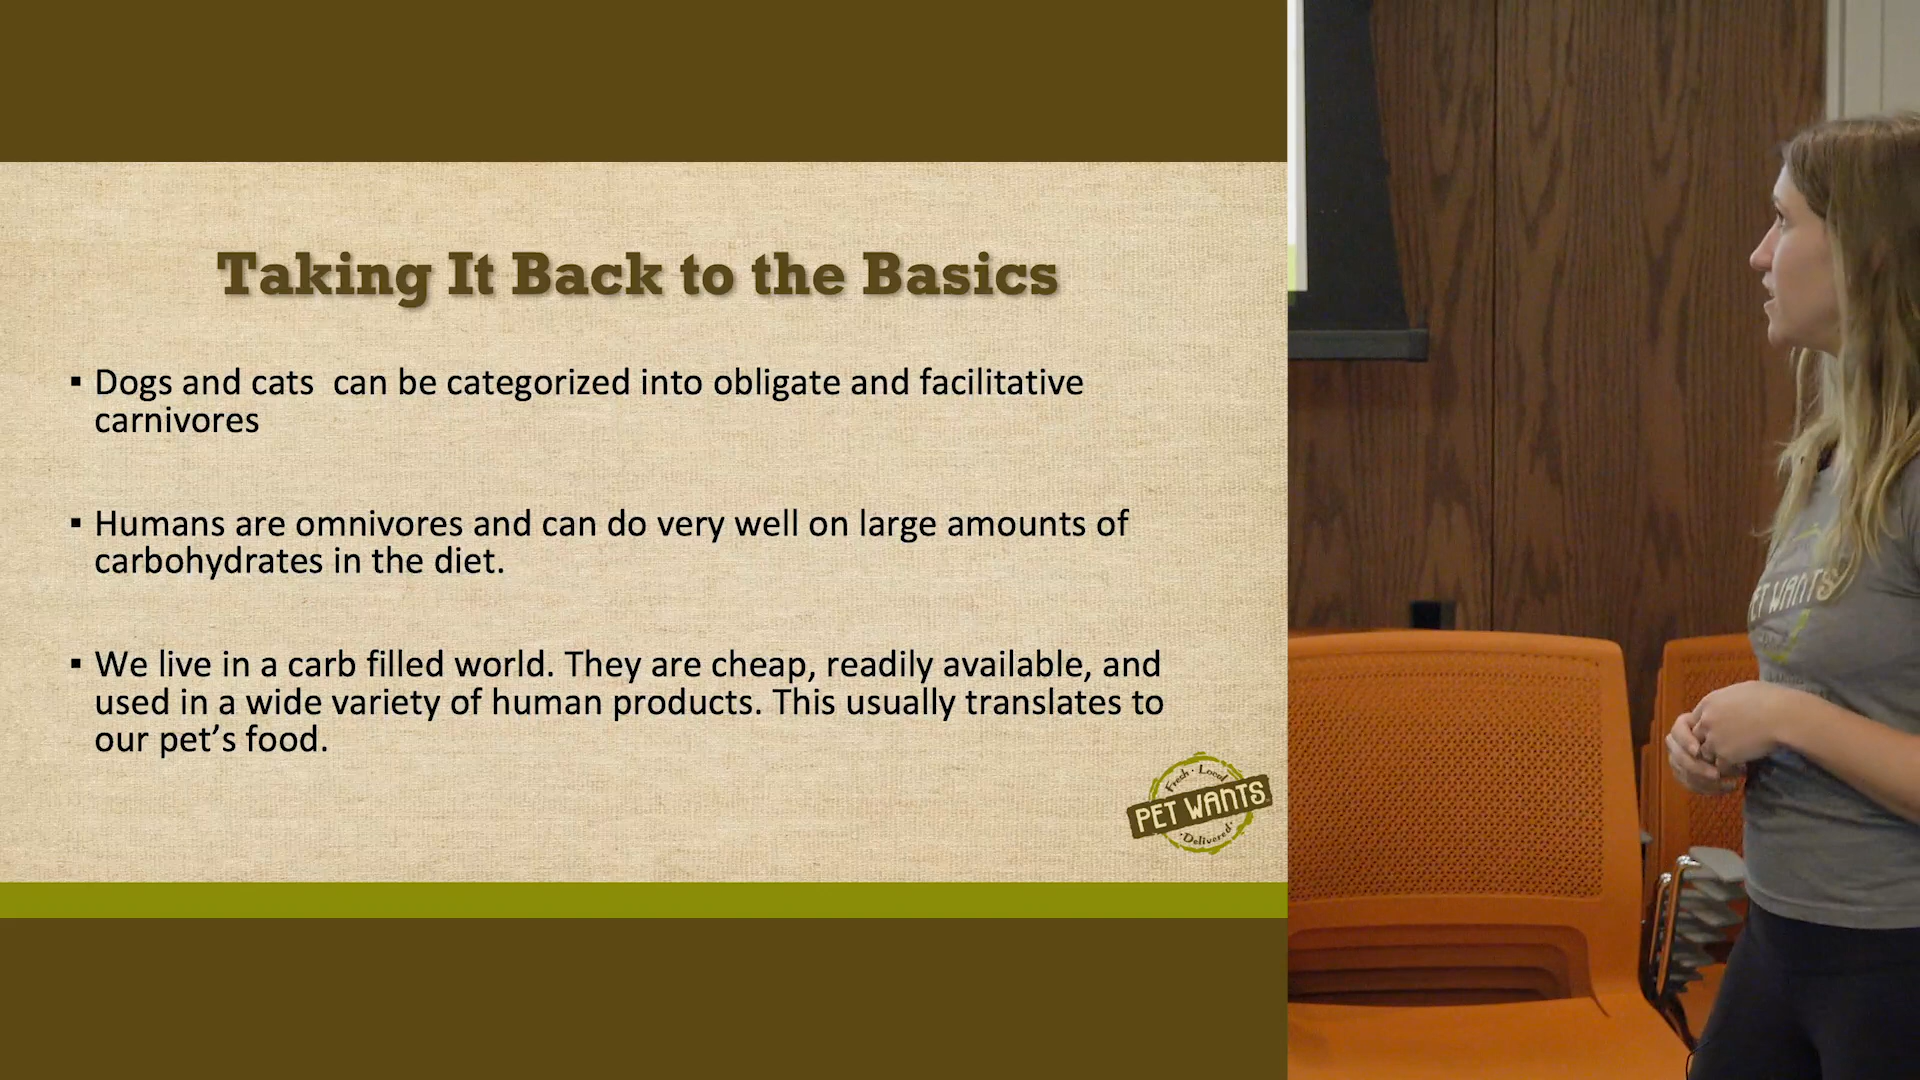 Taking It Back to the Basics
▪ Dogs and cats  can be categorized into obligate and facilitative
carnivores
▪ Humans are omnivores and can do very well on large amounts of
carbohydrates in the diet.
▪ We live in a carb filled world. They are cheap, readily available, and
used in a wide variety of human products. This usually translates to
our pet’s food.
Fresh · Local
PET WANTS
· Delivered ·
ET WANTS